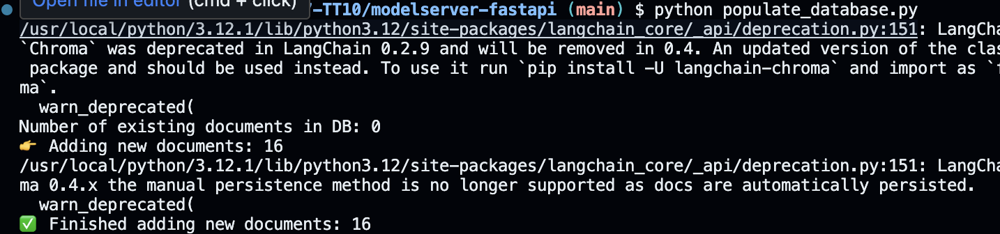 Open file in editor (cmd + click)
-TT10/modelserver-fastapi (main) $ python populate_database.py
/usr/local/python/3.12.1/lib/python3.12/site-packages/langchain_core/_api/deprecation.py:151: LangCha
`Chroma` was deprecated in LangChain 0.2.9 and will be removed in 0.4. An updated version of the clas
package and should be used instead. To use it run `pip install -U langchain-chroma` and import as `f
ma`.
warn_deprecated(
Number of existing documents in DB: 0
👉 Adding new documents: 16
/usr/local/python/3.12.1/lib/python3.12/site-packages/langchain_core/_api/deprecation.py:151: LangCha
ma 0.4.x the manual persistence method is no longer supported as docs are automatically persisted.
warn_deprecated(
✅ Finished adding new documents: 16